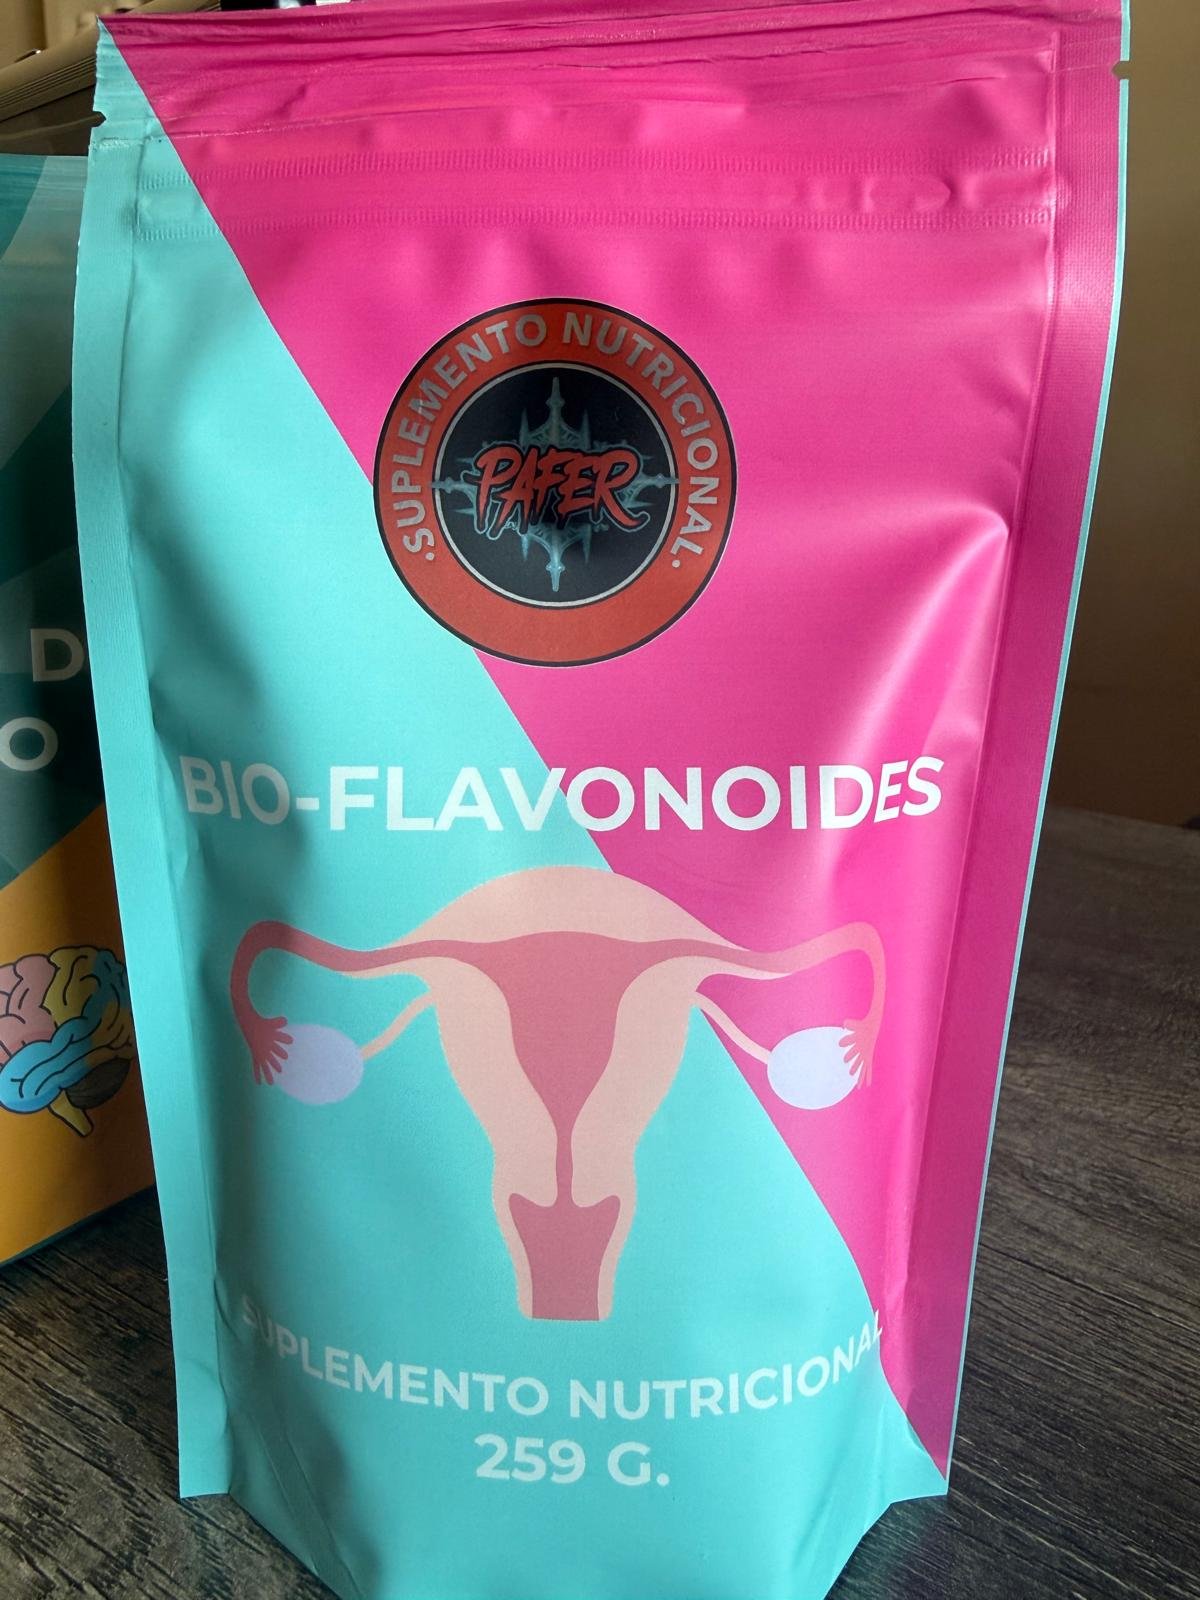 ·SUPLEMENTO NUTRICIONAL·
PAFER
BIO-FLAVONOIDES
SUPLEMENTO NUTRICIONAL
259 G.
D
O